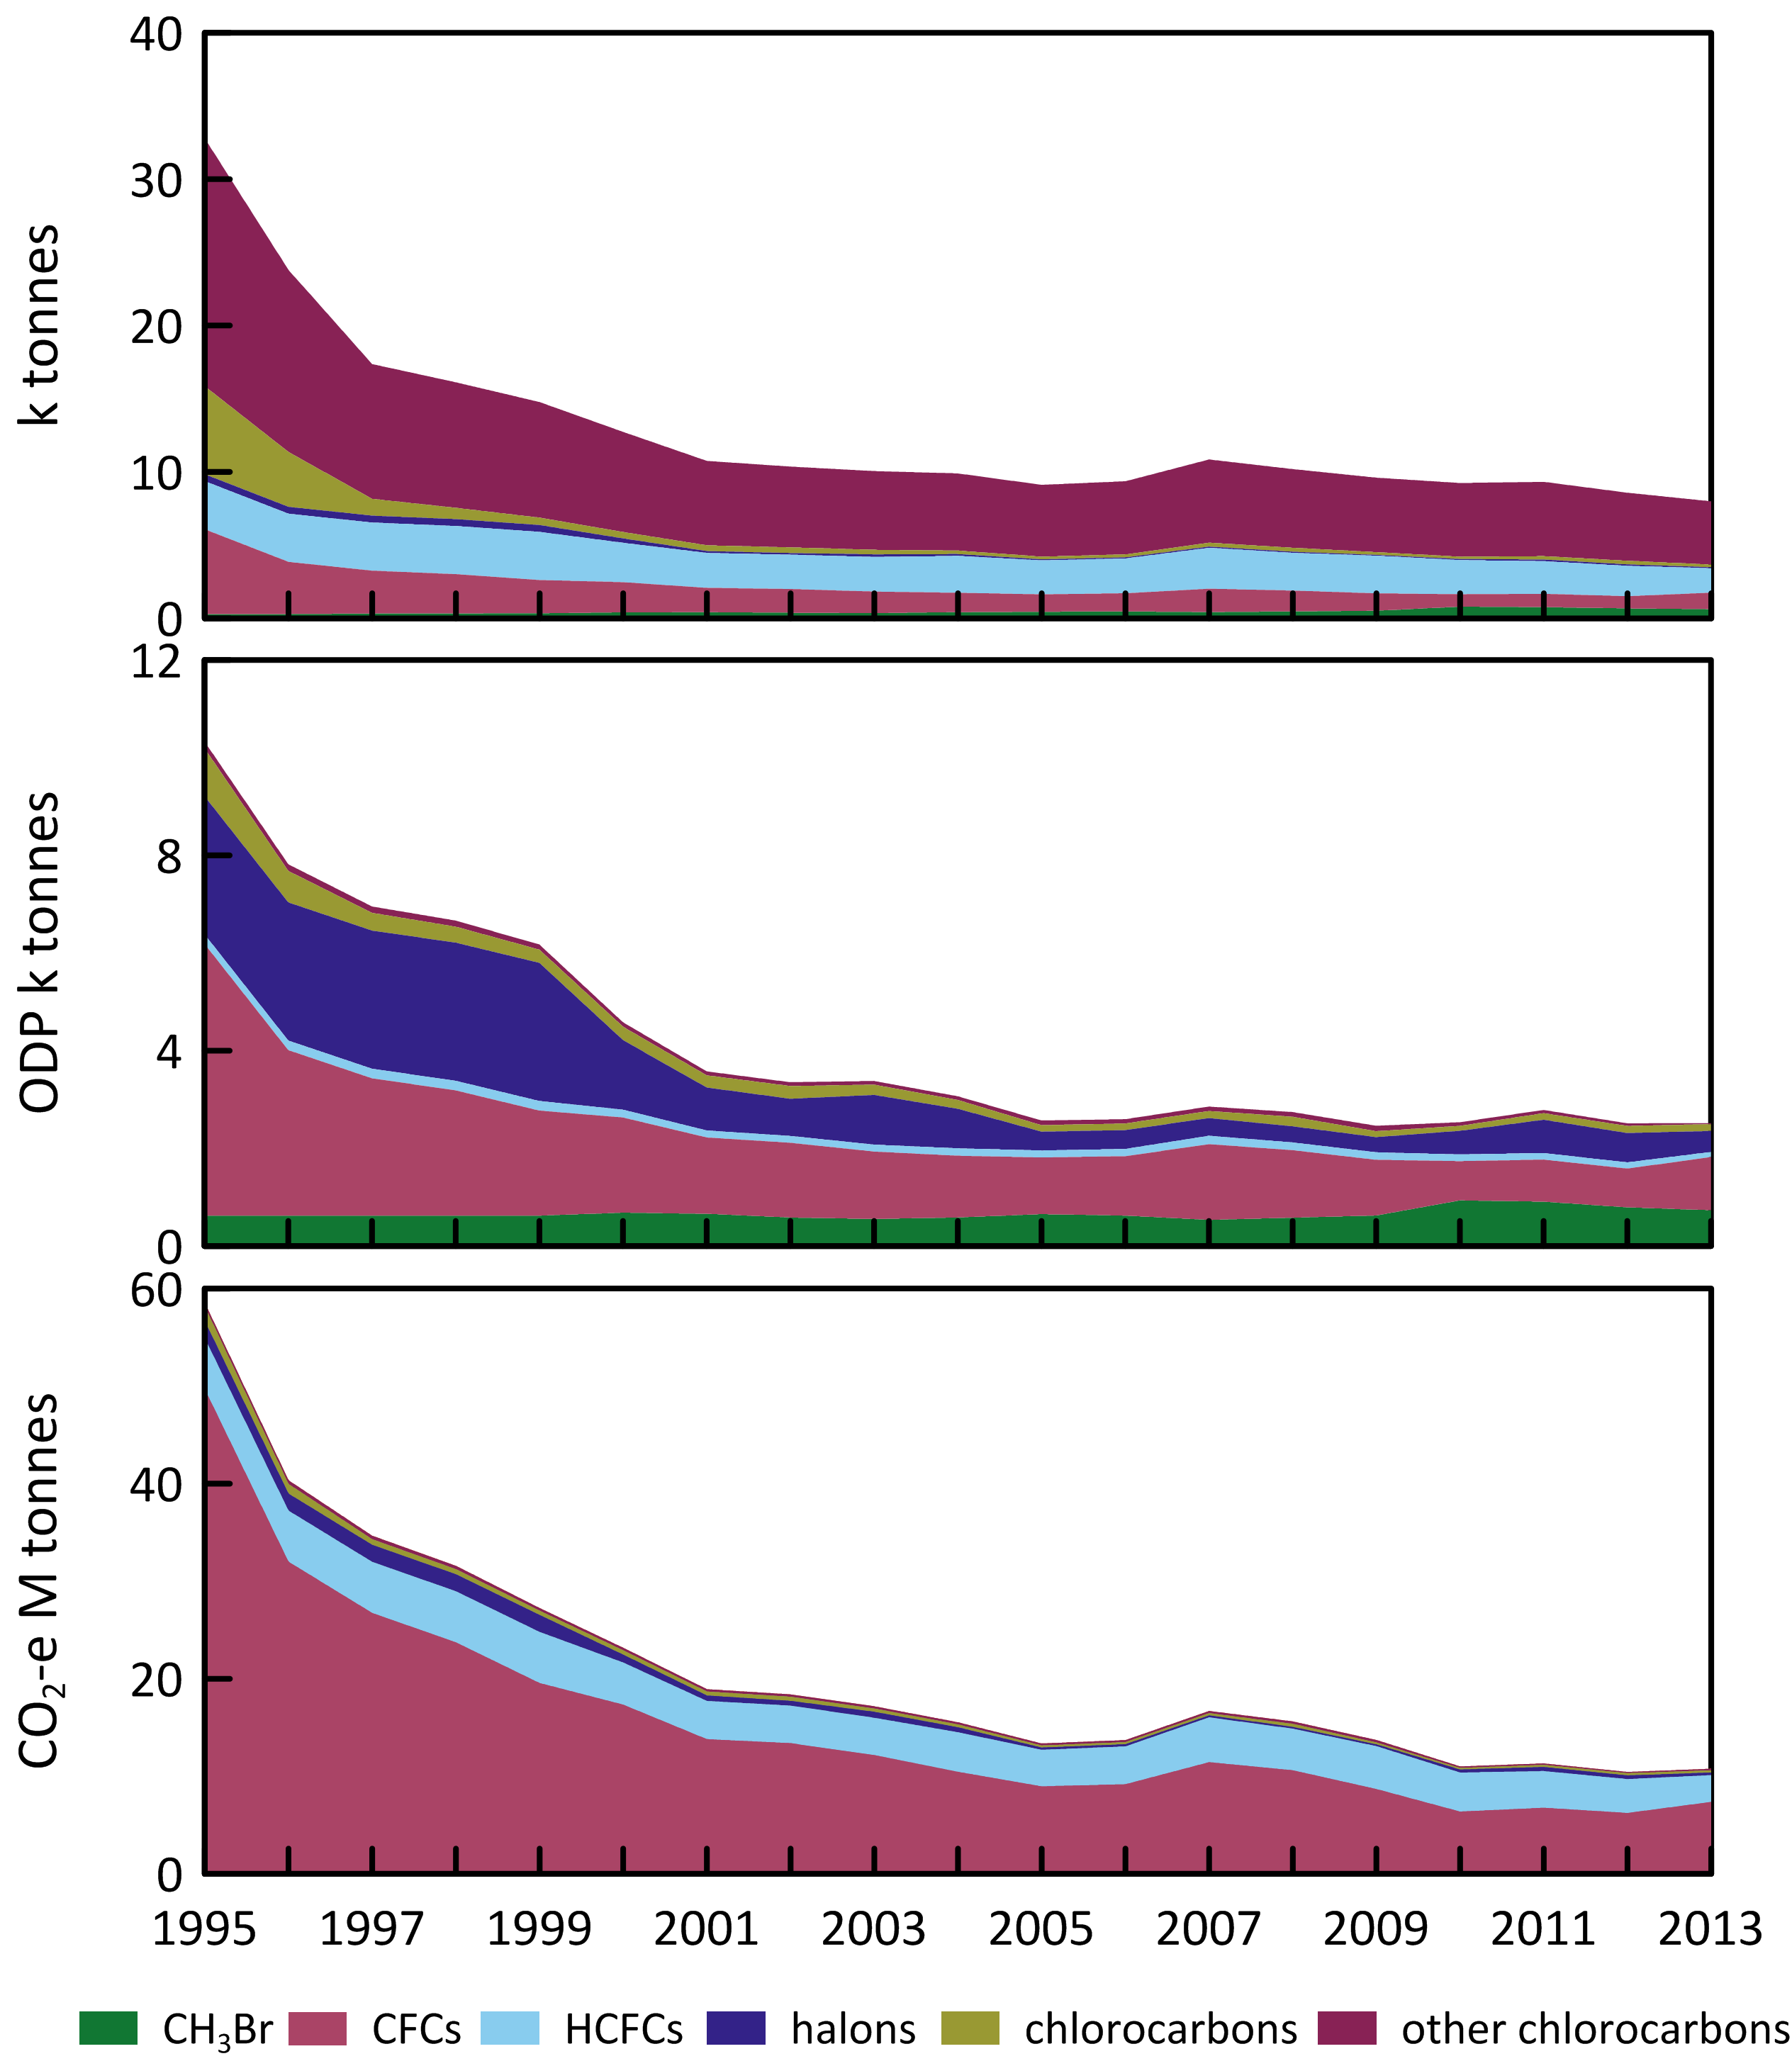 40
30
20
10
0
k tonnes
12
8
4
0
ODP k tonnes
60
40
20
0
CO₂-e M tonnes
1995 1997 1999 2001 2003 2005 2007 2009 2011 2013
CH₃Br CFCs HCFCs halons chlorocarbons other chlorocarbons